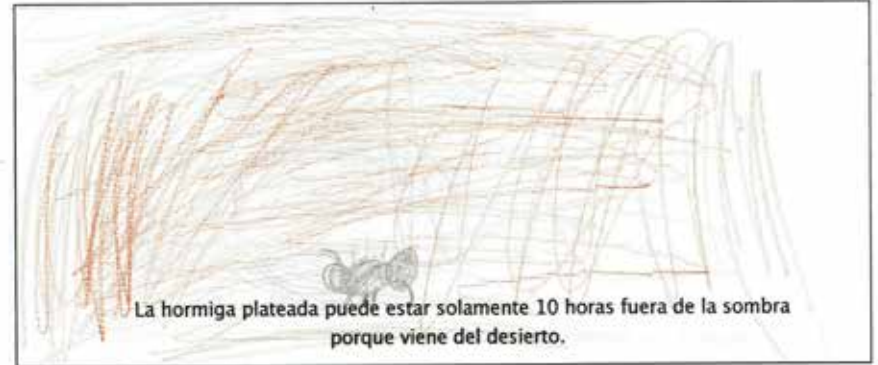 La hormiga plateada puede estar solamente 10 horas fuera de la sombra
porque viene del desierto.